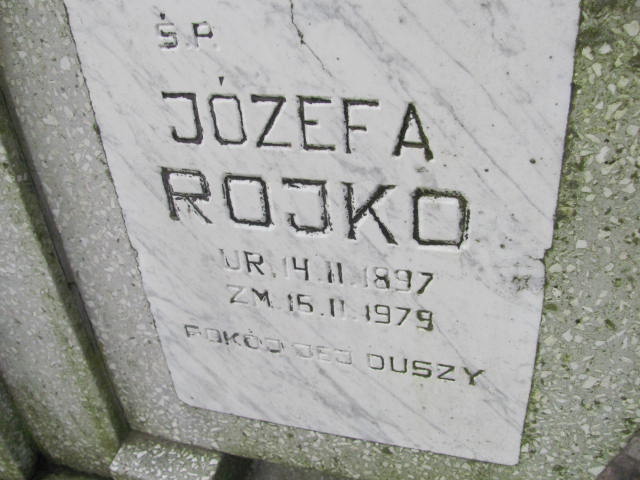 Ś.P.
JÓZEFA
ROJKO
UR. 14.II.1897
ZM. 16.II.1979
POKÓJ JEJ DUSZY